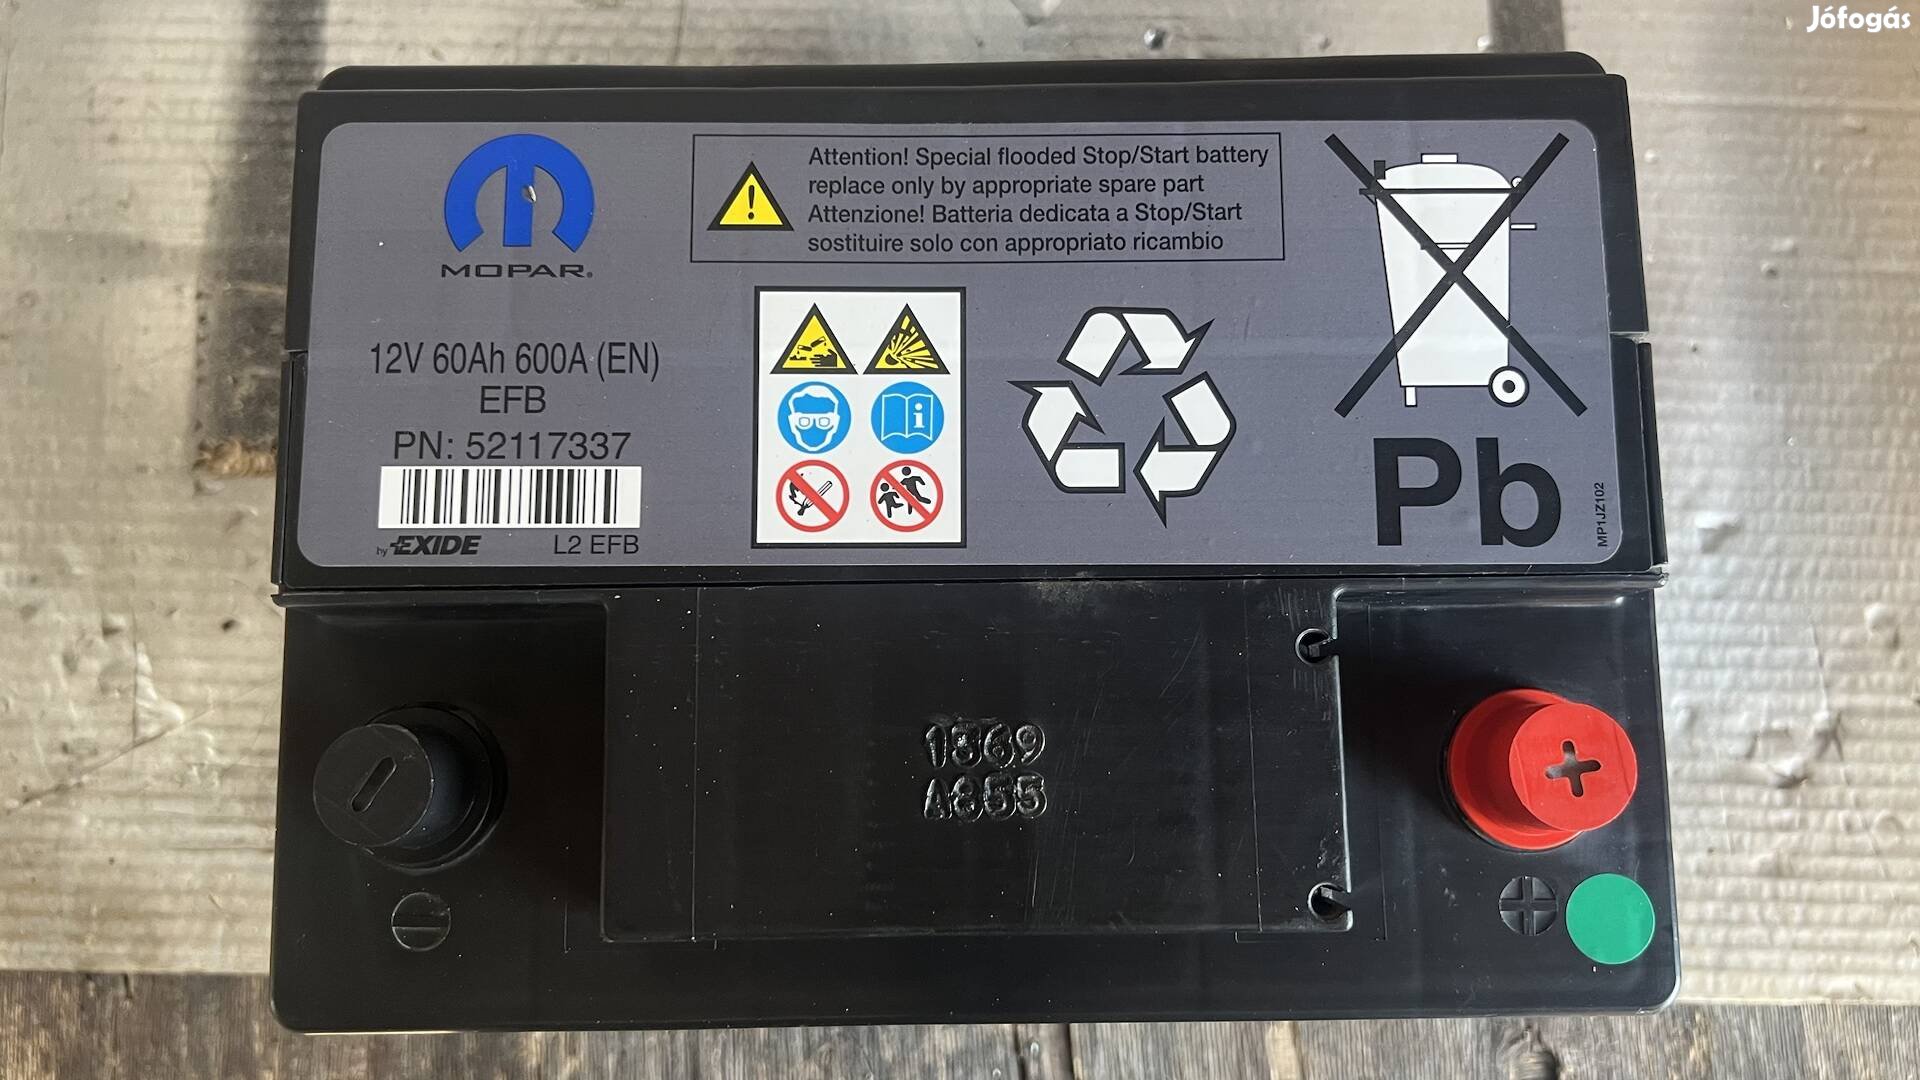 Jófogás
Attention! Special flooded Stop/Start battery
replace only by appropriate spare part
Attenzione! Batteria dedicata a Stop/Start
sostituire solo con appropriato ricambio
MOPAR®
12V 60Ah 600A (EN)
EFB
PN: 52117337
by EXIDE L2 EFB
Pb
MP1JZ102
1869
A855